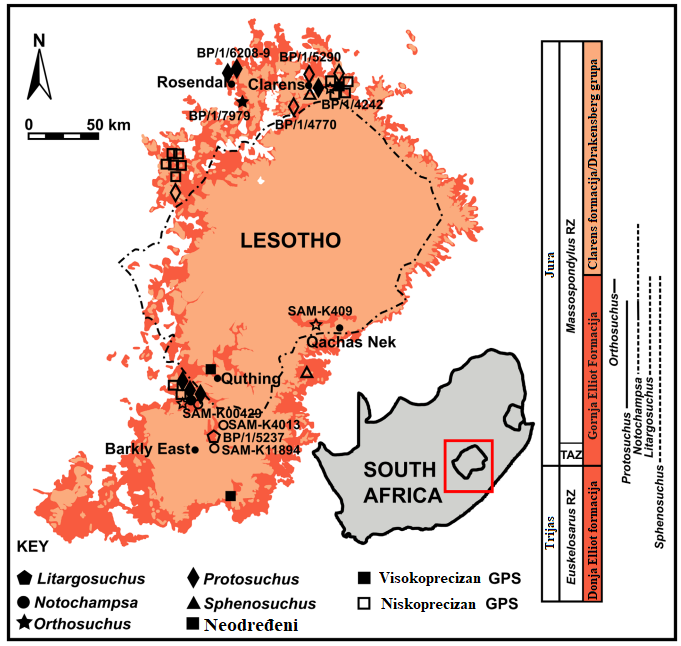 N
0 50 km
BP/1/6208-9
BP/1/5290
Rosendal
Clarens
BP/1/7979
BP/1/4242
BP/1/4770
LESOTHO
SAM-K409
Qachas Nek
Quthing
SAM-K00429
SAM-K4013
BP/1/5237
Barkly East
SAM-K11894
SOUTH
AFRICA
KEY
Litargosuchus
Protosuchus
Visokoprecizan GPS
Notochampsa
Sphenosuchus
Niskoprecizan GPS
Orthosuchus
Neodređeni
Jura
Trijas
Massospondylus RZ
TAZ
Euskelosarus RZ
Clarens formacija/Drakensberg grupa
Gornja Elliot Formacija
Donja Elliot formacija
Orthosuchus
Protosuchus
Notochampsa
Litargosuchus
Sphenosuchus